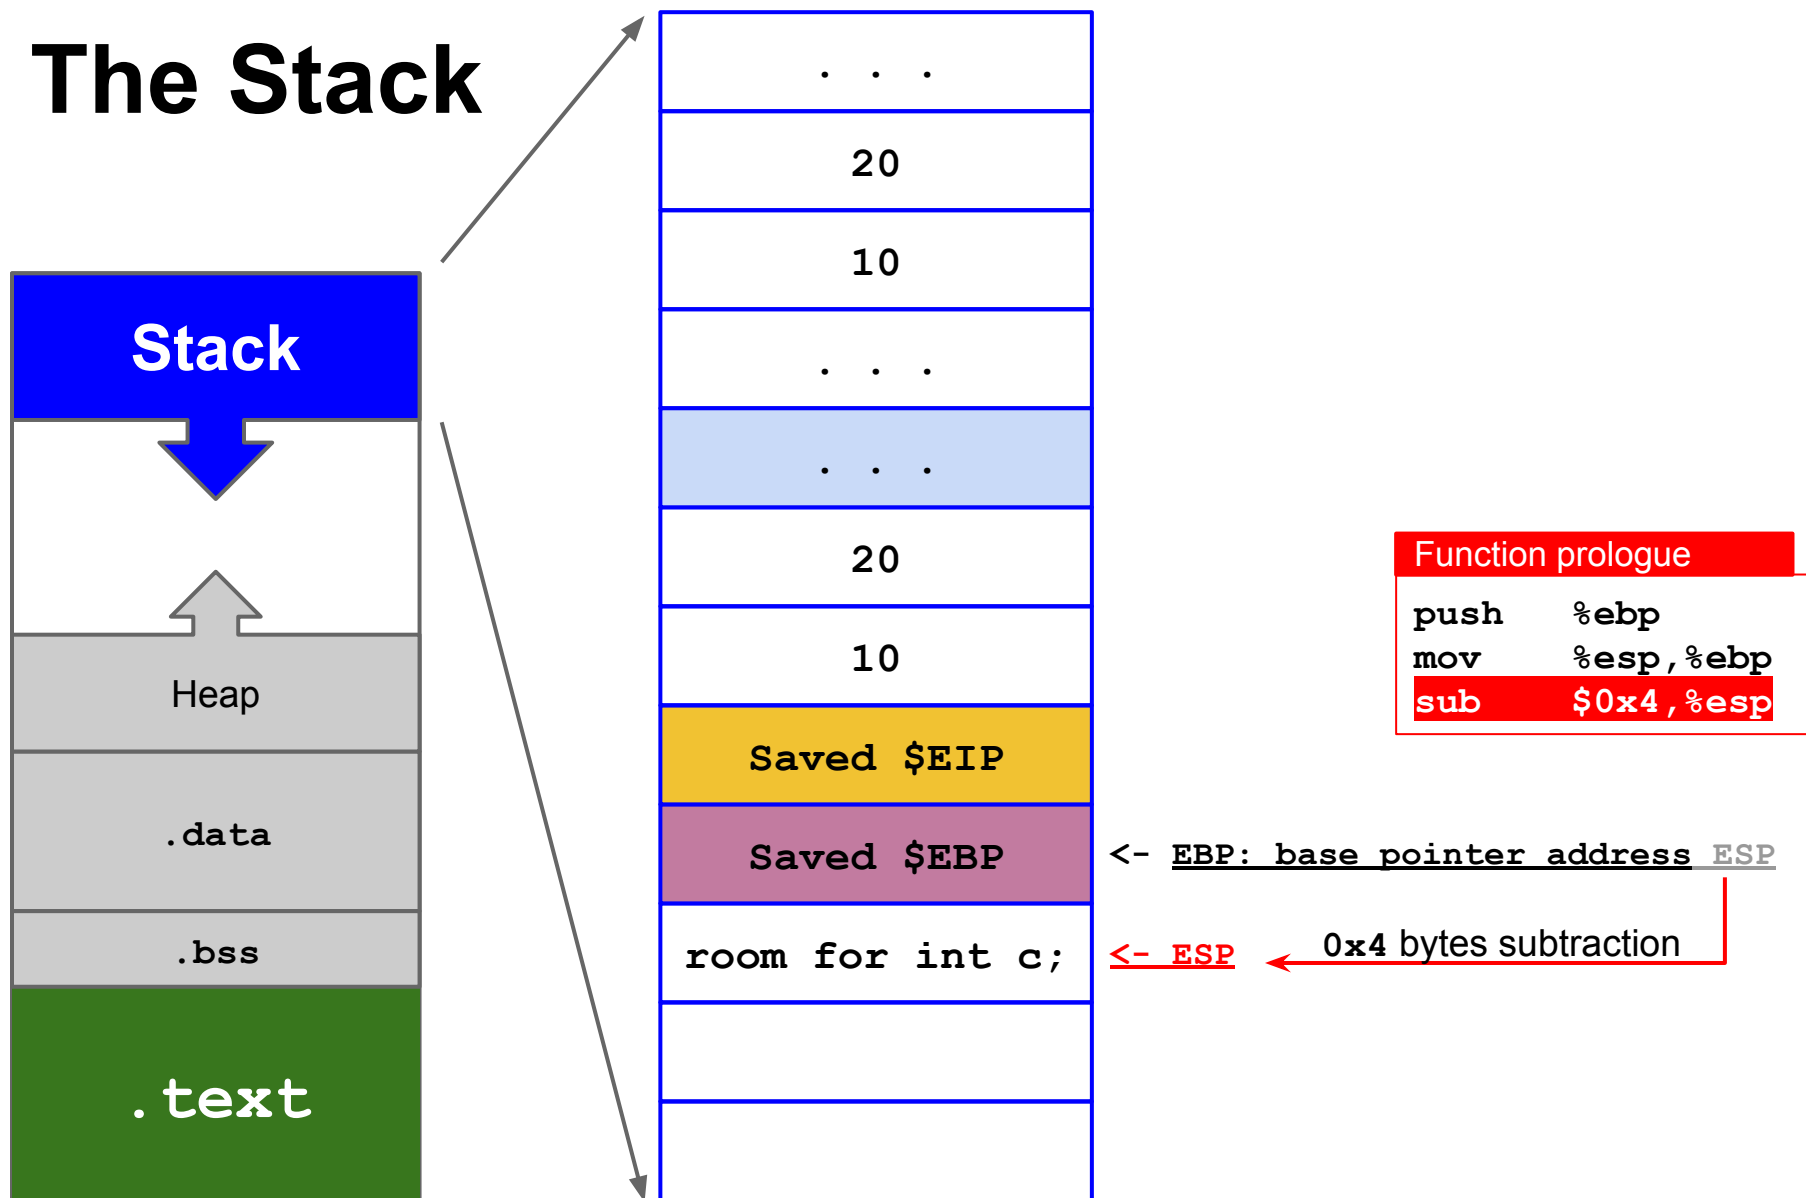 The Stack
Stack
Heap
.data
.bss
.text
. . .
20
10
. . .
. . .
20
10
Saved $EIP
Saved $EBP
room for int c;
<- EBP: base pointer address ESP
<- ESP
0x4 bytes subtraction
Function prologue
push %ebp
mov %esp,%ebp
sub $0x4,%esp